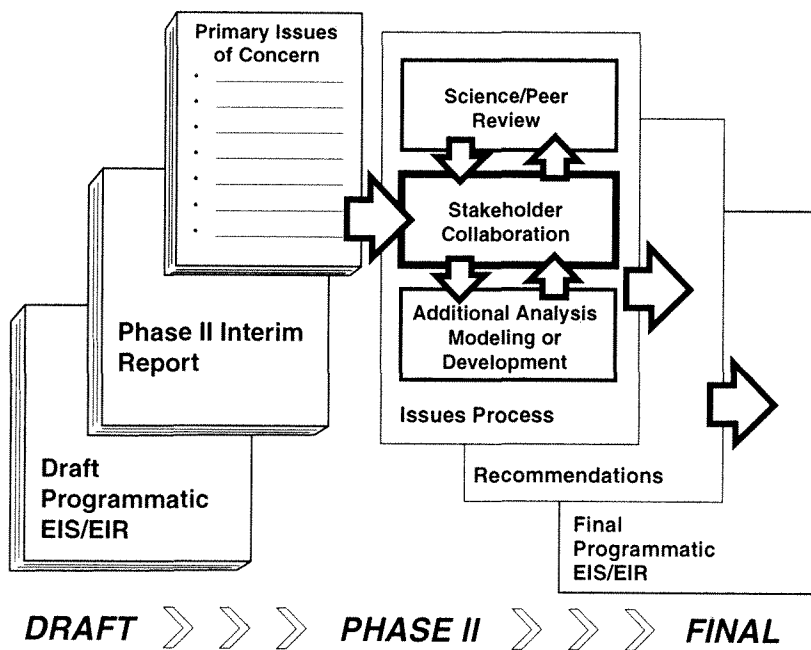 Primary Issues
of Concern
Science/Peer
Review
Stakeholder
Collaboration
Additional Analysis
Modeling or
Development
Issues Process
Phase II Interim
Report
Draft
Programmatic
EIS/EIR
Recommendations
Final
Programmatic
EIS/EIR
DRAFT PHASE II FINAL